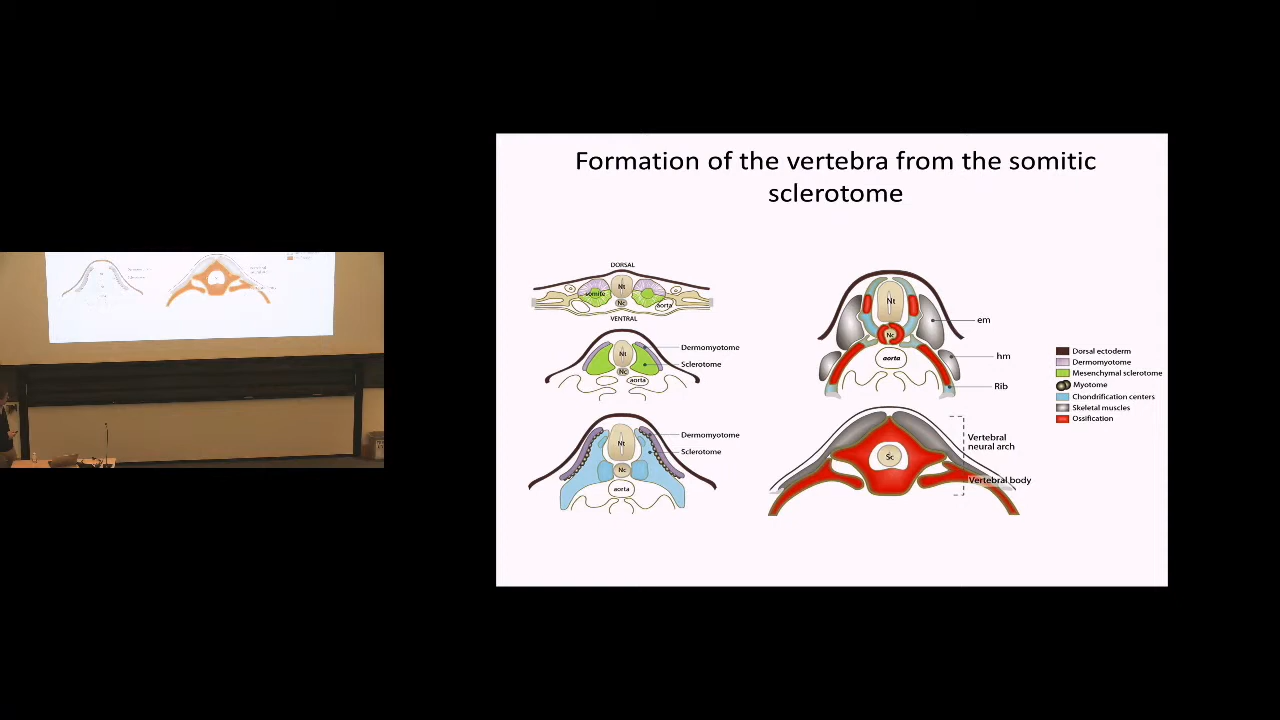 Formation of the vertebra from the somitic
sclerotome
DORSAL
somite
Nt
Nc
aorta
VENTRAL
Nt
Nc
aorta
Dermomyotome
Sclerotome
Nt
Nc
aorta
Dermomyotome
Sclerotome
Nt
Nc
aorta
em
hm
Rib
Sc
Vertebral
neural arch
Vertebral body
Dorsal ectoderm
Dermomyotome
Mesenchymal sclerotome
Myotome
Chondrification centers
Skeletal muscles
Ossification